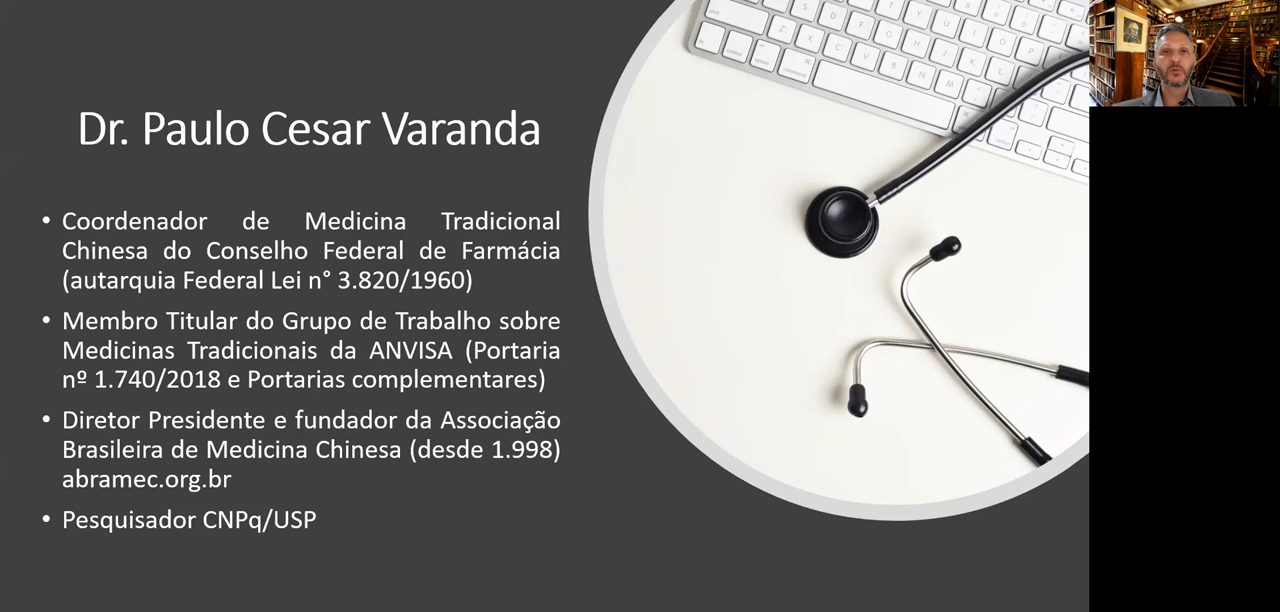 Dr. Paulo Cesar Varanda
• Coordenador de Medicina Tradicional
Chinesa do Conselho Federal de Farmácia
(autarquia Federal Lei n° 3.820/1960)
• Membro Titular do Grupo de Trabalho sobre
Medicinas Tradicionais da ANVISA (Portaria
nº 1.740/2018 e Portarias complementares)
• Diretor Presidente e fundador da Associação
Brasileira de Medicina Chinesa (desde 1.998)
abramec.org.br
• Pesquisador CNPq/USP